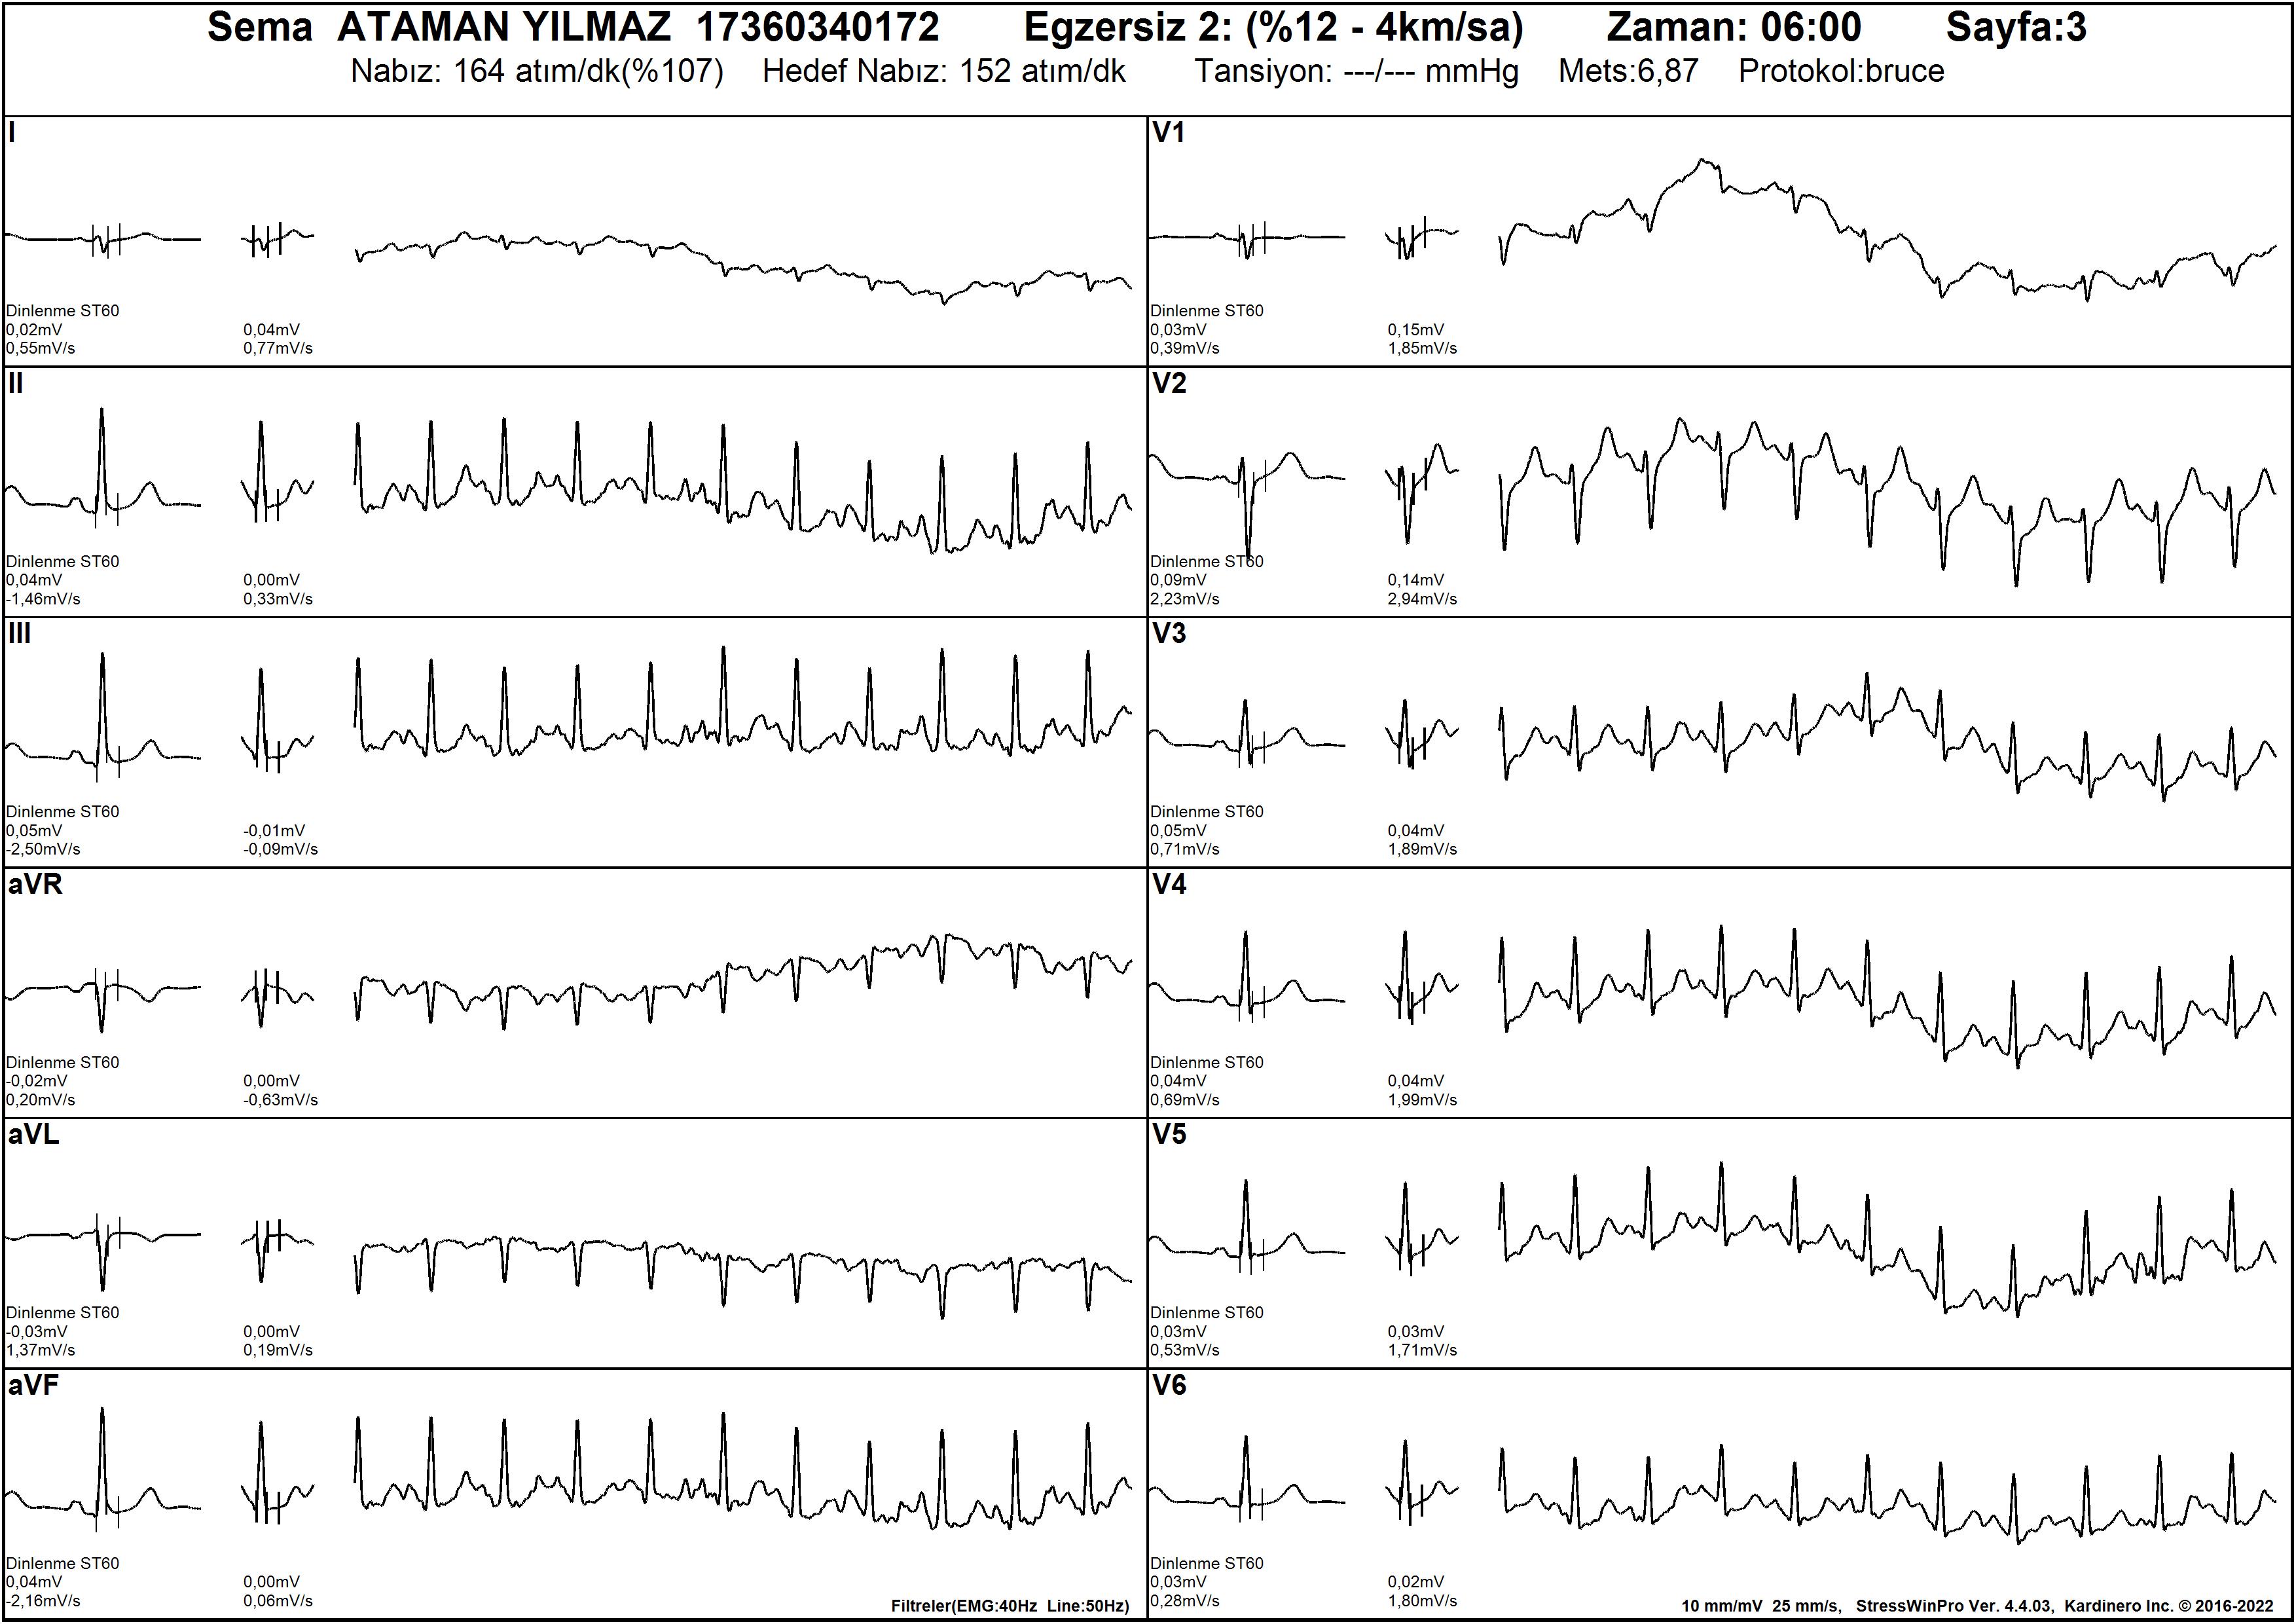 Sema ATAMAN YILMAZ 17360340172 Egzersiz 2: (%12 - 4km/sa) Zaman: 06:00 Sayfa:3
Nabız: 164 atım/dk(%107) Hedef Nabız: 152 atım/dk Tansiyon: ---/--- mmHg Mets:6,87 Protokol:bruce
I
Dinlenme ST60
0,02mV 0,04mV
0,55mV/s 0,77mV/s
II
Dinlenme ST60
0,04mV 0,00mV
-1,46mV/s 0,33mV/s
III
Dinlenme ST60
0,05mV -0,01mV
-2,50mV/s -0,09mV/s
aVR
Dinlenme ST60
-0,02mV 0,00mV
0,20mV/s -0,63mV/s
aVL
Dinlenme ST60
-0,03mV 0,00mV
1,37mV/s 0,19mV/s
aVF
Dinlenme ST60
0,04mV 0,00mV
-2,16mV/s 0,06mV/s
Filtreler(EMG:40Hz Line:50Hz)
V1
Dinlenme ST60
0,03mV 0,15mV
0,39mV/s 1,85mV/s
V2
Dinlenme ST60
0,09mV 0,14mV
2,23mV/s 2,94mV/s
V3
Dinlenme ST60
0,05mV 0,04mV
0,71mV/s 1,89mV/s
V4
Dinlenme ST60
0,04mV 0,04mV
0,69mV/s 1,99mV/s
V5
Dinlenme ST60
0,03mV 0,03mV
0,53mV/s 1,71mV/s
V6
Dinlenme ST60
0,03mV 0,02mV
0,28mV/s 1,80mV/s
10 mm/mV 25 mm/s, StressWinPro Ver. 4.4.03, Kardinero Inc. © 2016-2022